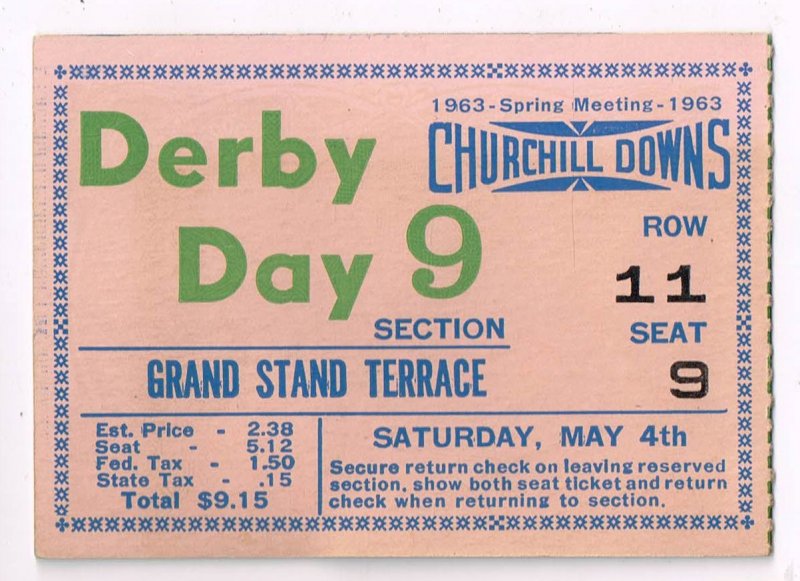 Derby
Day 9
SECTION
1963 - Spring Meeting - 1963
CHURCHILL DOWNS
ROW
11
SEAT
9
GRAND STAND TERRACE
Est. Price - 2.38
Seat - 5.12
Fed. Tax - 1.50
State Tax - .15
Total $9.15
SATURDAY, MAY 4th
Secure return check on leaving reserved
section, show both seat ticket and return
check when returning to section.